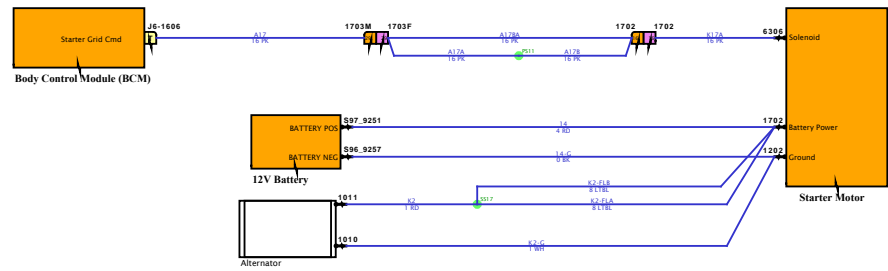 J6-1606
1703M
1703F
1702
1702
6306
Starter Grid Cmd
A17
16 PK
A17BA
16 PK
K17A
16 PK
Solenoid
A17A
16 PK
PS11
A17B
16 PK
Body Control Module (BCM)
S97_9251
1702
BATTERY POS
14
4 RD
Battery Power
S96_9257
1202
BATTERY NEG
14-G
0 BK
Ground
12V Battery
K2-FLB
8 LTBL
Starter Motor
1011
K2
1 RD
SS17
K2-FLA
8 LTBL
1010
K2-G
1 WH
Alternator